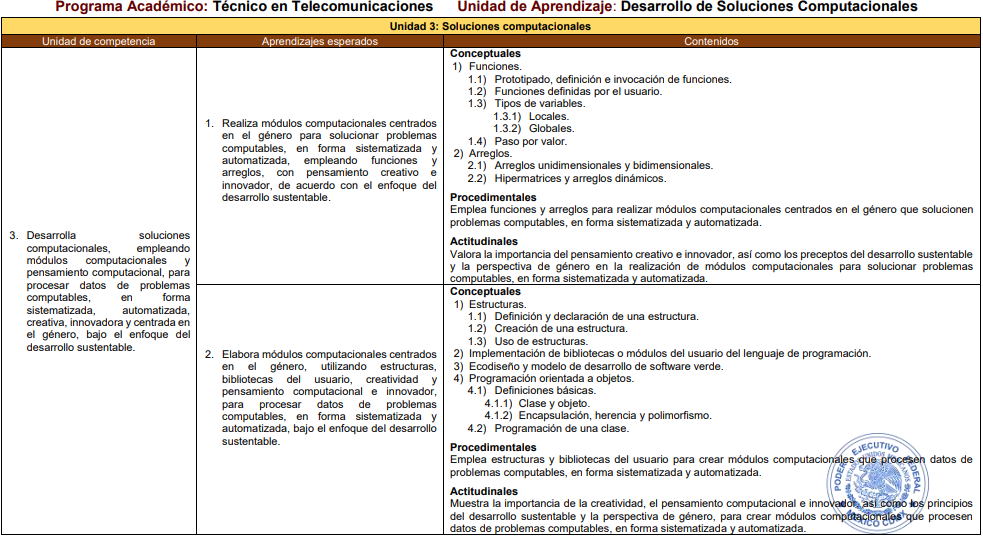 Programa Académico: Técnico en Telecomunicaciones Unidad de Aprendizaje: Desarrollo de Soluciones Computacionales
Unidad 3: Soluciones computacionales
Unidad de competencia Aprendizajes esperados Contenidos
3. Desarrolla soluciones
computacionales, empleando
módulos computacionales y
pensamiento computacional, para
procesar datos de problemas
computables, en forma
sistematizada, automatizada,
creativa, innovadora y centrada en
el género, bajo el enfoque del
desarrollo sustentable.
1. Realiza módulos computacionales centrados
en el género para solucionar problemas
computables, en forma sistematizada y
automatizada, empleando funciones y
arreglos, con pensamiento creativo e
innovador, de acuerdo con el enfoque del
desarrollo sustentable.
Conceptuales
1) Funciones.
1.1) Prototipado, definición e invocación de funciones.
1.2) Funciones definidas por el usuario.
1.3) Tipos de variables.
1.3.1) Locales.
1.3.2) Globales.
1.4) Paso por valor.
2) Arreglos.
2.1) Arreglos unidimensionales y bidimensionales.
2.2) Hipermatrices y arreglos dinámicos.
Procedimentales
Emplea funciones y arreglos para realizar módulos computacionales centrados en el género que solucionen
problemas computables, en forma sistematizada y automatizada.
Actitudinales
Valora la importancia del pensamiento creativo e innovador, así como los preceptos del desarrollo sustentable
y la perspectiva de género en la realización de módulos computacionales para solucionar problemas
computables, en forma sistematizada y automatizada.
2. Elabora módulos computacionales centrados
en el género, utilizando estructuras,
bibliotecas del usuario, creatividad y
pensamiento computacional e innovador,
para procesar datos de problemas
computables, en forma sistematizada y
automatizada, bajo el enfoque del desarrollo
sustentable.
Conceptuales
1) Estructuras.
1.1) Definición y declaración de una estructura.
1.2) Creación de una estructura.
1.3) Uso de estructuras.
2) Implementación de bibliotecas o módulos del usuario del lenguaje de programación.
3) Ecodiseño y modelo de desarrollo de software verde.
4) Programación orientada a objetos.
4.1) Definiciones básicas.
4.1.1) Clase y objeto.
4.1.2) Encapsulación, herencia y polimorfismo.
4.2) Programación de una clase.
Procedimentales
Emplea estructuras y bibliotecas del usuario para crear módulos computacionales que procesen datos de
problemas computables, en forma sistematizada y automatizada.
Actitudinales
Muestra la importancia de la creatividad, el pensamiento computacional e innovador, así como los principios
del desarrollo sustentable y la perspectiva de género, para crear módulos computacionales que procesen
datos de problemas computables, en forma sistematizada y automatizada.
PODER EJECUTIVO FEDERAL
ESTADOS UNIDOS MEXICANOS
MÉXICO CDMX